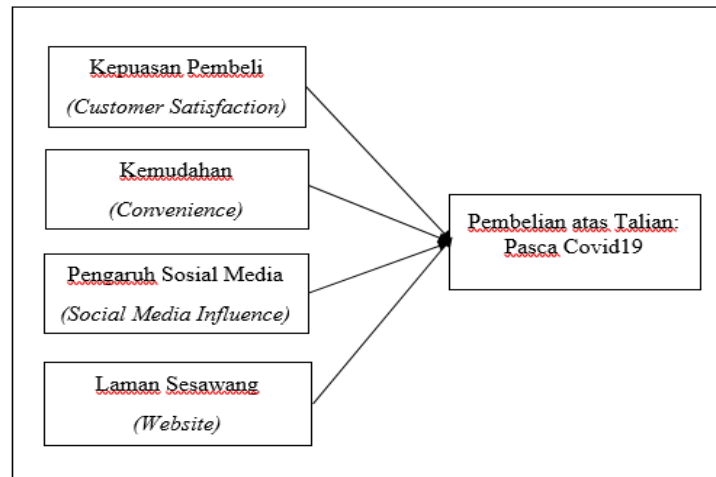 Kepuasan Pembeli
(Customer Satisfaction)
Kemudahan
(Convenience)
Pengaruh Sosial Media
(Social Media Influence)
Laman Sesawang
(Website)
Pembelian atas Talian:
Pasca Covid19